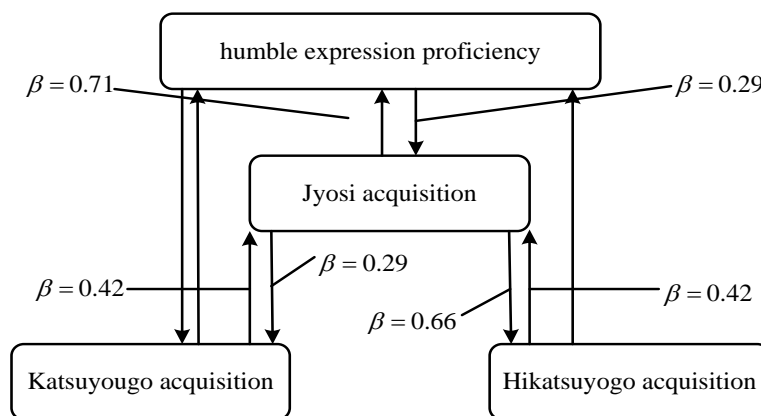 humble expression proficiency
β = 0.71
β = 0.29
Jyosi acquisition
β = 0.29
β = 0.42
β = 0.66
β = 0.42
Katsuyougo acquisition
Hikatsuyogo acquisition